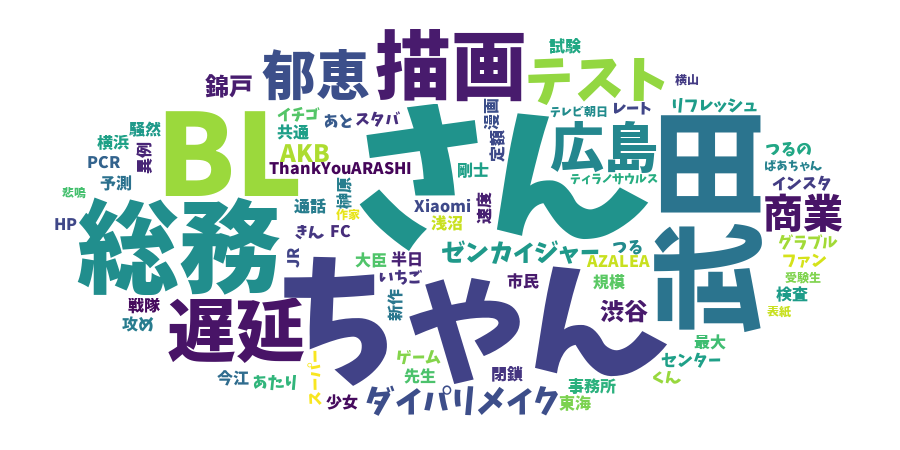 試験
横山
描画
郁恵
テスト
錦戸
テレビ朝日
レート
リフレッシュ
イチゴ
あと
スタバ
定額
漫画
BL
さん
広島
田
騒然
横浜
共通
AKB
異例
PCR
予測
ThankYouARASHI
剛士
ティラノサウルス
つるの
ばあちゃん
インスタ
悲鳴
HP
総務
通話
榊原
作家
Xiaomi
浅沼
速度
商業
きん
FC
JR
ゼンカイジャー
つる
AZALEA
グラブル
ファン
受験生
検査
表紙
大臣
半日
いちご
新作
ちゃん
市民
規模
渋谷
戦隊
攻め
遅延
最大
センター
ゲーム
先生
閉鎖
くん
今江
あたり
スーパー
少女
ダイパリメイク
事務所
東海